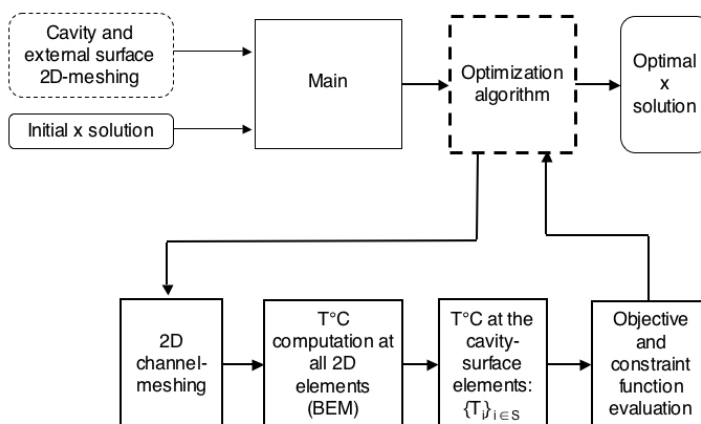 Cavity and
external surface
2D-meshing
Initial x solution
Main
Optimization
algorithm
Optimal
x
solution
2D
channel-
meshing
T°C
computation at
all 2D
elements
(BEM)
T°C at the
cavity-
surface
elements:
{Tᵢ}ᵢ ∈ S
Objective
and
constraint
function
evaluation